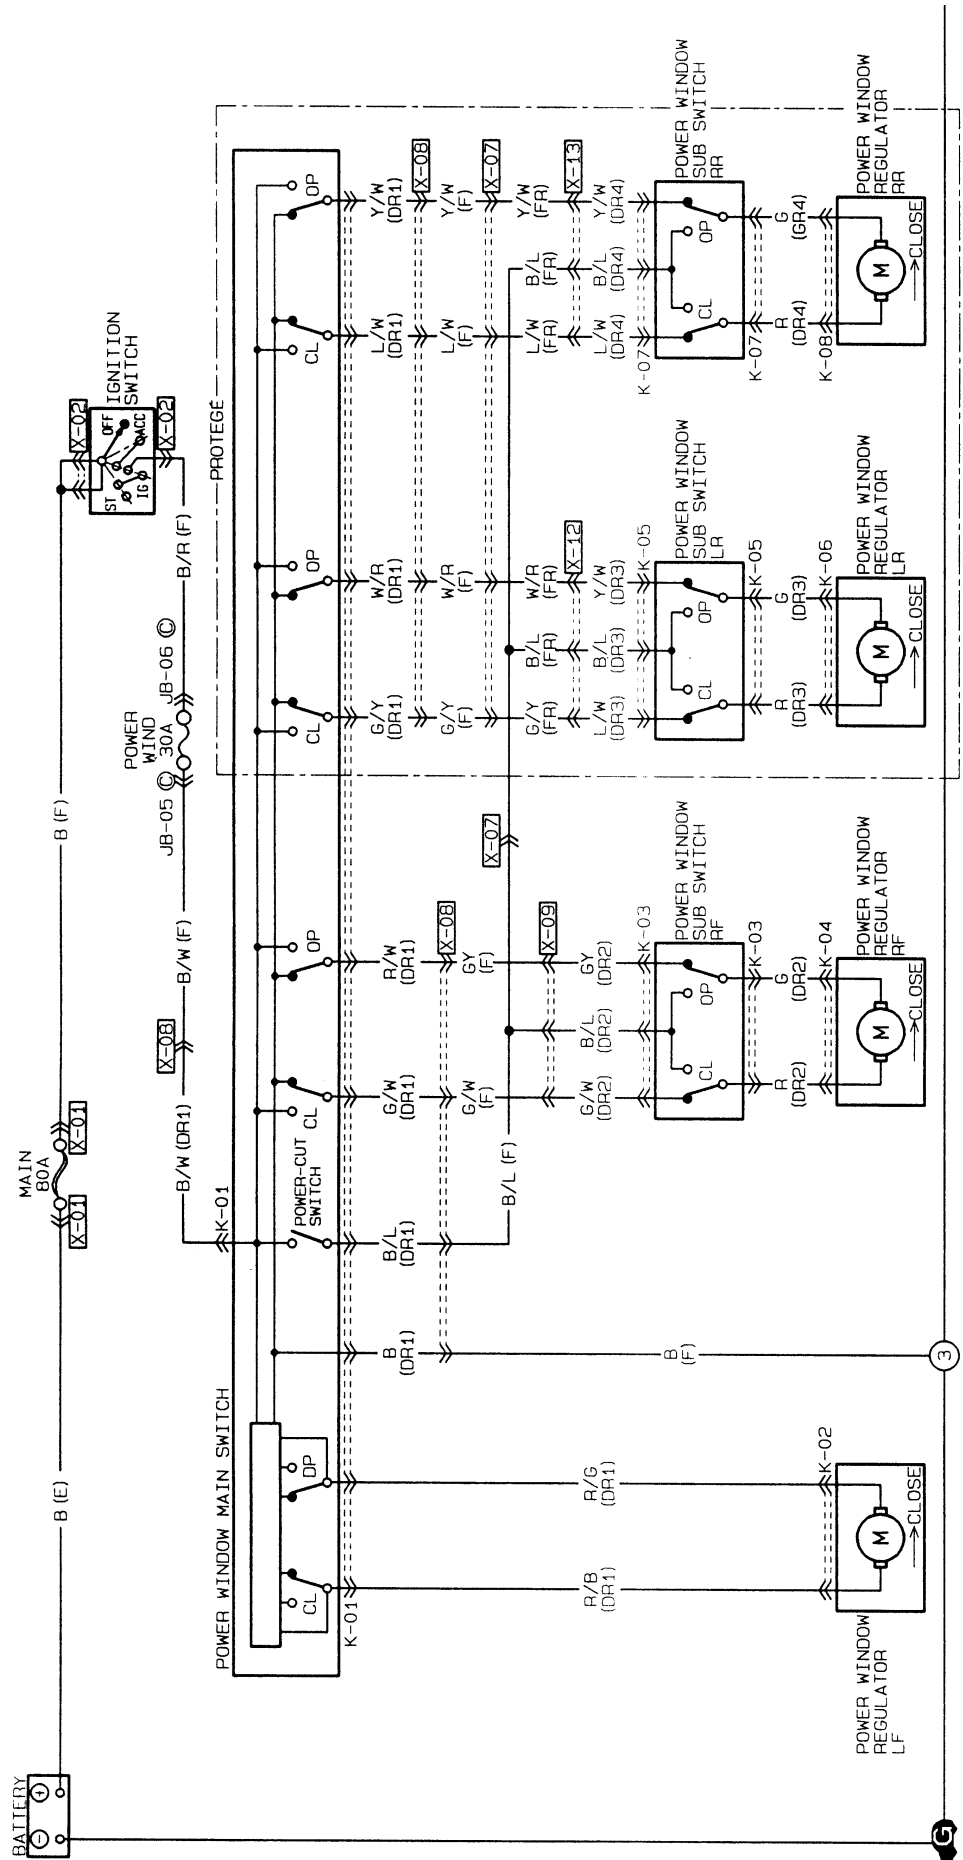 BATTERY
B (E)
X-01
MAIN
80A
X-01
B (F)
X-02
OFF
ACC
ST
IG
X-02
IGNITION
SWITCH
B/R (F)
JB-06 ©
POWER
WIND
30A
JB-05 ©
B/W (F)
X-08
B/W (DR1)
K-01
POWER WINDOW MAIN SWITCH
PROTEGÉ
CL
OP
POWER-CUT
SWITCH
CL
OP
CL
OP
CL
OP
K-01
B
(DR1)
B/L
(DR1)
G/W
(DR1)
R/W
(DR1)
G/Y
(DR1)
W/R
(DR1)
L/W
(DR1)
Y/W
(DR1)
X-08
X-08
G/W
(F)
GY
(F)
G/Y
(F)
W/R
(F)
L/W
(F)
Y/W
(F)
X-07
B/L (F)
X-07
G/Y
(FR)
B/L
(FR)
W/R
(FR)
L/W
(FR)
B/L
(FR)
Y/W
(FR)
X-09
X-12
X-13
R/B
(DR1)
R/G
(DR1)
B
(F)
G/W
(DR2)
B/L
(DR2)
GY
(DR2)
L/W
(DR3)
B/L
(DR3)
Y/W
(DR3)
L/W
(DR4)
B/L
(DR4)
Y/W
(DR4)
K-03
K-05
K-07
CL
OP
POWER WINDOW
SUB SWITCH
RF
CL
OP
POWER WINDOW
SUB SWITCH
LR
CL
OP
POWER WINDOW
SUB SWITCH
RR
K-03
K-05
K-07
R
(DR2)
G
(DR2)
R
(DR3)
G
(DR3)
R
(DR4)
G
(GR4)
K-02
K-04
K-06
K-08
POWER WINDOW
REGULATOR
LF
M
CLOSE
POWER WINDOW
REGULATOR
RF
M
CLOSE
POWER WINDOW
REGULATOR
LR
M
CLOSE
POWER WINDOW
REGULATOR
RR
M
CLOSE
G
3